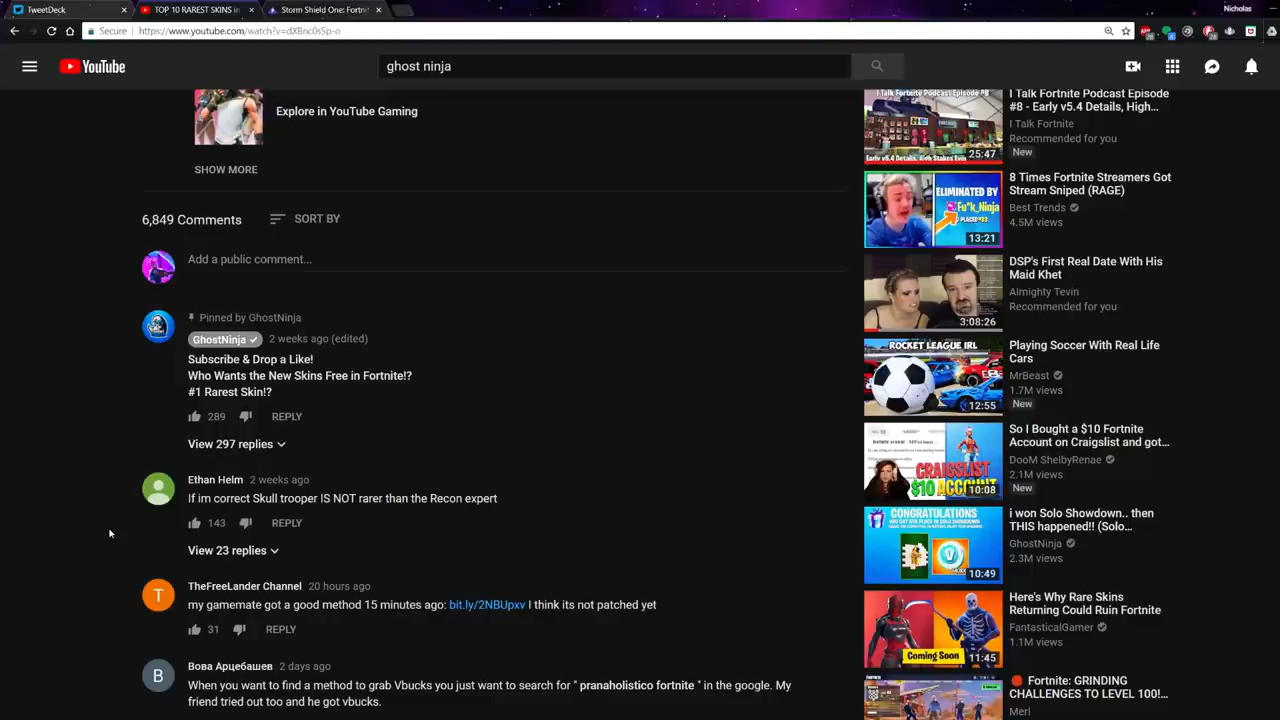 TweetDeck
TOP 10 RAREST SKINS in
Storm Shield One: Fortni
Nicholas
Secure
https://www.youtube.com/watch?v=dXBnc0sSp-o
YouTube
ghost ninja
Explore in YouTube Gaming
SHOW MORE
6,849 Comments
SORT BY
Add a public comment...
Pinned by GhostNinja
GhostNinja
2 weeks ago (edited)
Subscribe & Drop a Like!
Who Wants the New Skins Free in Fortnite!?
#1 Rarest Skin!?
289
REPLY
View 297 replies
Ethan Helm 2 weeks ago
If im correct Skull trooper IS NOT rarer than the Recon expert
143
REPLY
View 23 replies
T
TheFreeLander Channel 20 hours ago
my gamemate got a good method 15 minutes ago: bit.ly/2NBUpxv I think its not patched yet
31
REPLY
В
Вова Арцебашев 2 days ago
When you want to find a method to grab Vbucks you just want to search for " pranaholistico fortnite " in the google. My
friend tried out too and he got vbucks.
I Talk Fortnite Podcast Episode #8
25:47
I Talk Fortnite Podcast Episode
#8 - Early v5.4 Details, High...
I Talk Fortnite
Recommended for you
New
ELIMINATED BY
Fu*k_Ninja
PLACED #33
13:21
8 Times Fortnite Streamers Got
Stream Sniped (RAGE)
Best Trends
4.5M views
3:08:26
DSP's First Real Date With His
Maid Khet
Almighty Tevin
Recommended for you
ROCKET LEAGUE IRL
12:55
Playing Soccer With Real Life
Cars
MrBeast
1.7M views
New
CRAIGSLIST
$10 ACCOUNT
10:08
So I Bought a $10 Fortnite
Account on Craigslist and got...
DooM ShelbyRenae
2.1M views
New
CONGRATULATIONS
10:49
i won Solo Showdown.. then
THIS happened!! (Solo...
GhostNinja
2.3M views
Coming Soon
11:45
Here's Why Rare Skins
Returning Could Ruin Fortnite
FantasticalGamer
1.1M views
Fortnite: GRINDING
CHALLENGES TO LEVEL 100!...
Merl